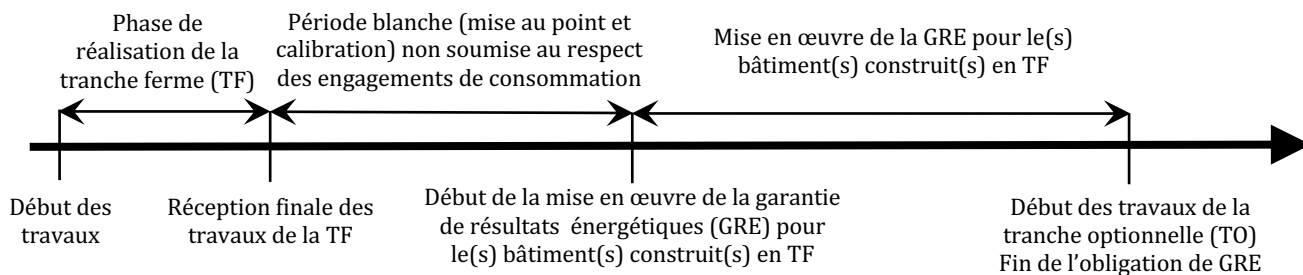 Phase de
réalisation de la
tranche ferme (TF)
Période blanche (mise au point et
calibration) non soumise au respect
des engagements de consommation
Mise en œuvre de la GRE pour le(s)
bâtiment(s) construit(s) en TF
Début des
travaux
Réception finale des
travaux de la TF
Début de la mise en œuvre de la garantie
de résultats énergétiques (GRE) pour
le(s) bâtiment(s) construit(s) en TF
Début des travaux de la
tranche optionnelle (TO)
Fin de l'obligation de GRE